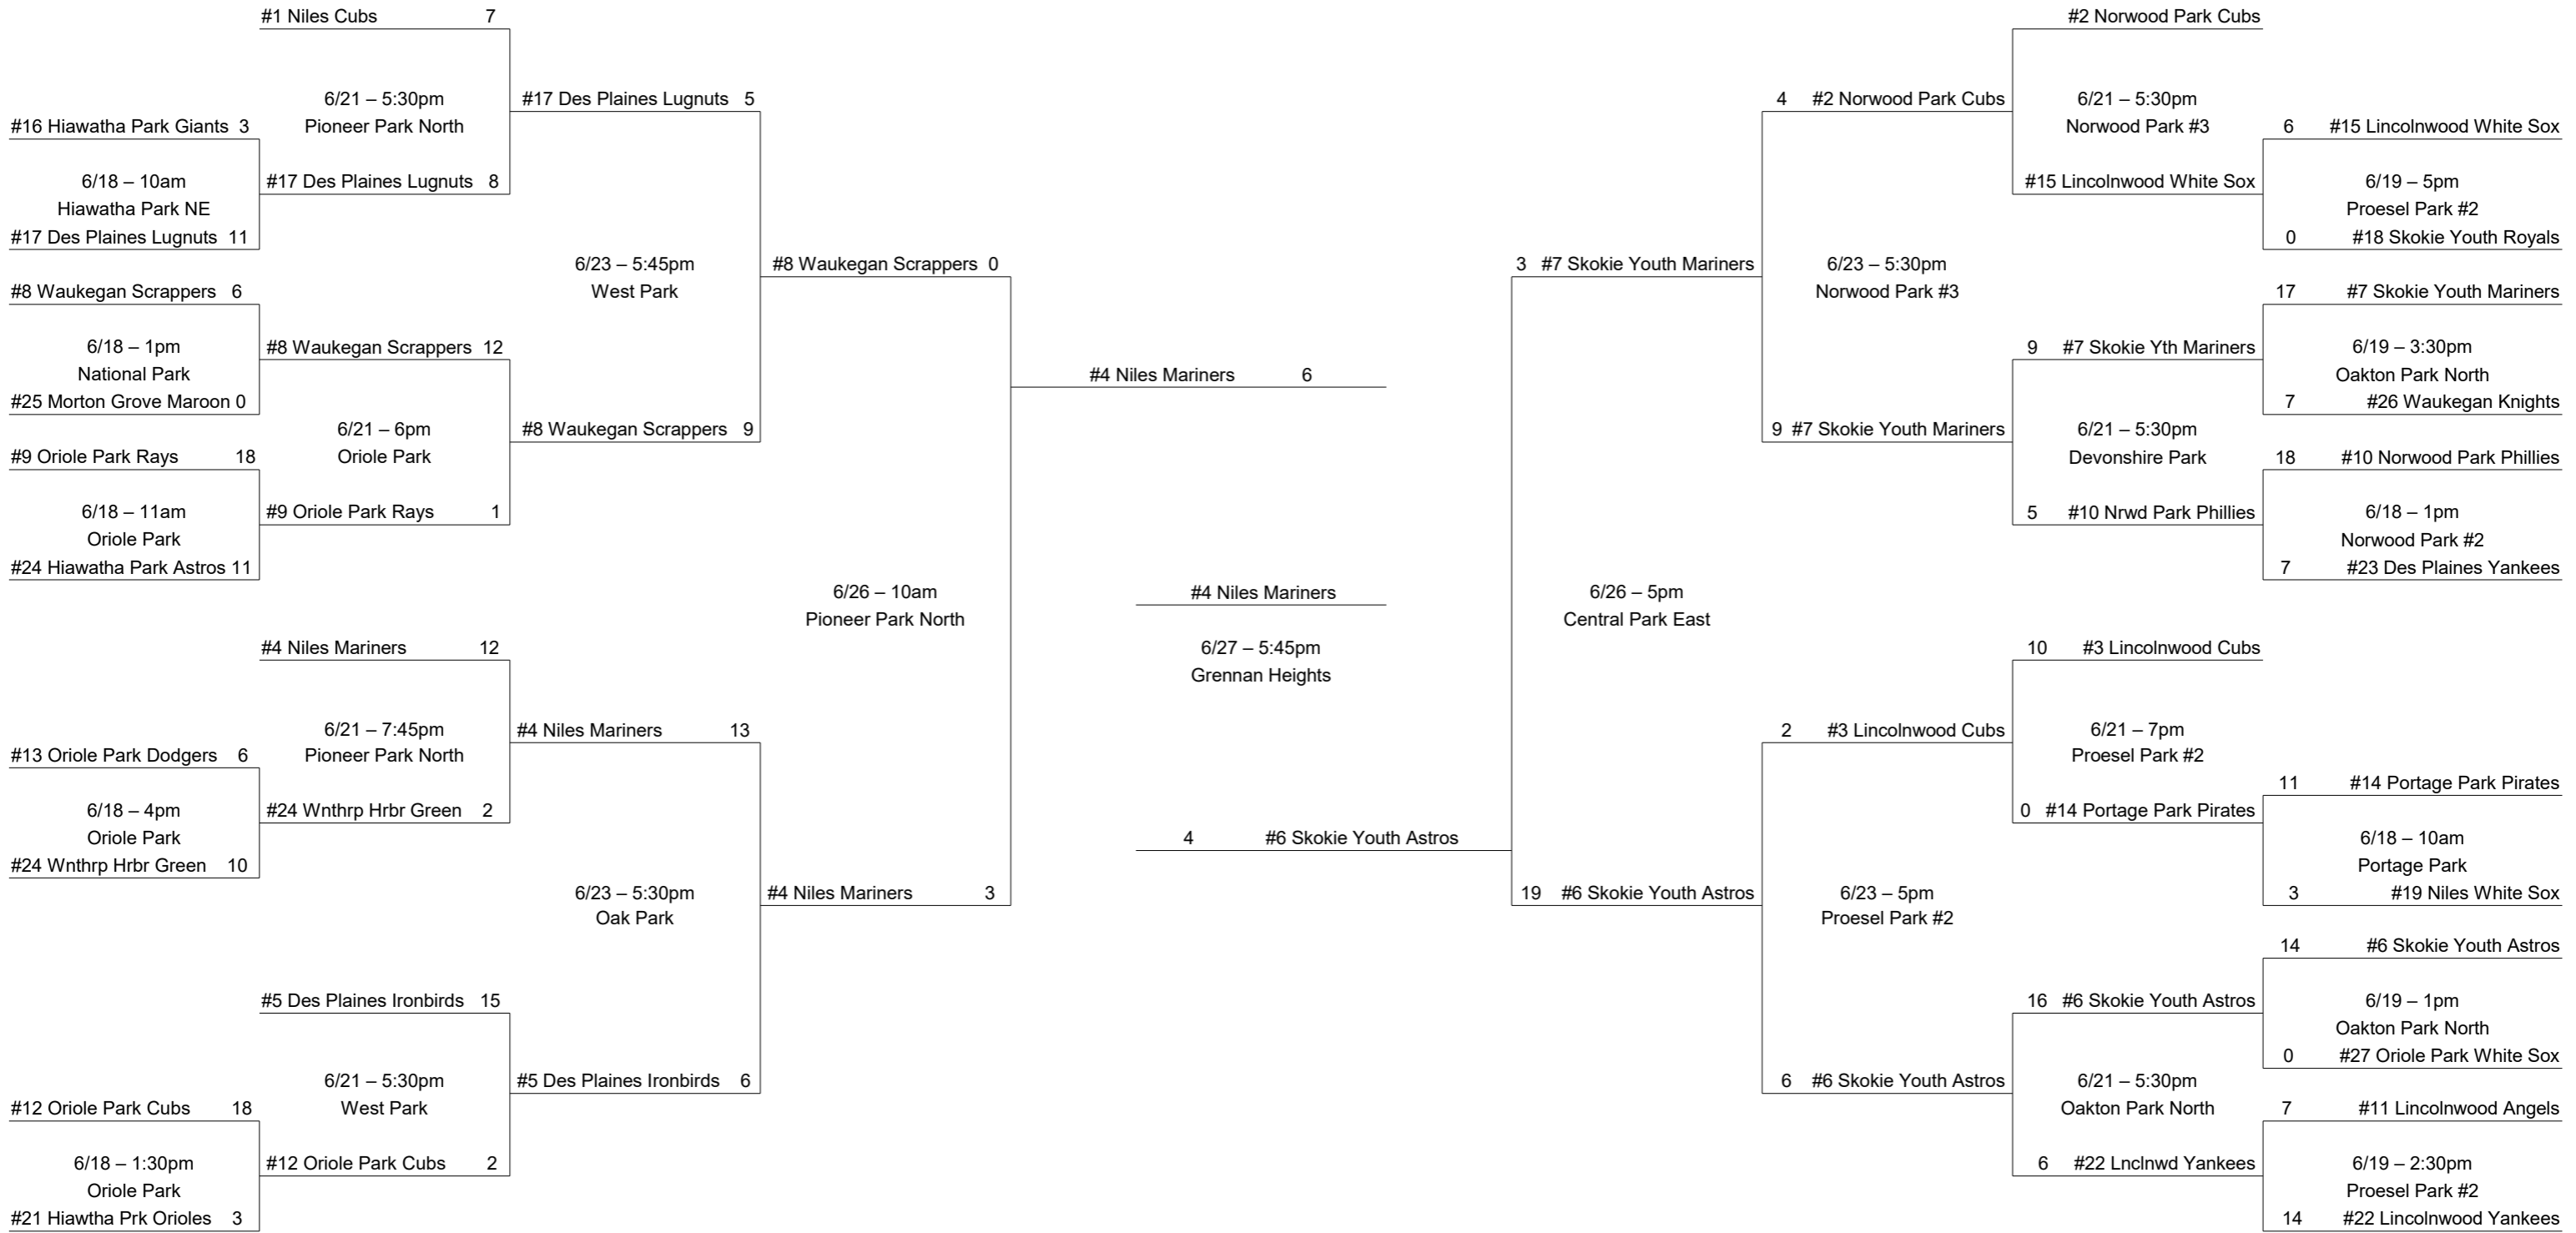 #1 Niles Cubs 7
6/21 – 5:30pm
Pioneer Park North
#16 Hiawatha Park Giants 3
6/18 – 10am
Hiawatha Park NE
#17 Des Plaines Lugnuts 11
#17 Des Plaines Lugnuts 8
#17 Des Plaines Lugnuts 5
#8 Waukegan Scrappers 6
6/18 – 1pm
National Park
#25 Morton Grove Maroon 0
#8 Waukegan Scrappers 12
6/21 – 6pm
Oriole Park
#9 Oriole Park Rays 18
6/18 – 11am
Oriole Park
#24 Hiawatha Park Astros 11
#9 Oriole Park Rays 1
#8 Waukegan Scrappers 9
6/23 – 5:45pm
West Park
#8 Waukegan Scrappers 0
#4 Niles Mariners 12
6/21 – 7:45pm
Pioneer Park North
#13 Oriole Park Dodgers 6
6/18 – 4pm
Oriole Park
#24 Wnthrp Hrbr Green 10
#24 Wnthrp Hrbr Green 2
#4 Niles Mariners 13
6/23 – 5:30pm
Oak Park
#5 Des Plaines Ironbirds 15
6/21 – 5:30pm
West Park
#12 Oriole Park Cubs 18
6/18 – 1:30pm
Oriole Park
#21 Hiawtha Prk Orioles 3
#12 Oriole Park Cubs 2
#5 Des Plaines Ironbirds 6
#4 Niles Mariners 3
6/26 – 10am
Pioneer Park North
#4 Niles Mariners 6
#4 Niles Mariners
6/27 – 5:45pm
Grennan Heights
4 #6 Skokie Youth Astros
#2 Norwood Park Cubs
6/21 – 5:30pm
Norwood Park #3
6 #15 Lincolnwood White Sox
6/19 – 5pm
Proesel Park #2
0 #18 Skokie Youth Royals
#15 Lincolnwood White Sox
4 #2 Norwood Park Cubs
6/23 – 5:30pm
Norwood Park #3
3 #7 Skokie Youth Mariners
17 #7 Skokie Youth Mariners
6/19 – 3:30pm
Oakton Park North
7 #26 Waukegan Knights
9 #7 Skokie Yth Mariners
6/21 – 5:30pm
Devonshire Park
9 #7 Skokie Youth Mariners
18 #10 Norwood Park Phillies
6/18 – 1pm
Norwood Park #2
7 #23 Des Plaines Yankees
5 #10 Nrwd Park Phillies
6/26 – 5pm
Central Park East
10 #3 Lincolnwood Cubs
6/21 – 7pm
Proesel Park #2
11 #14 Portage Park Pirates
6/18 – 10am
Portage Park
3 #19 Niles White Sox
0 #14 Portage Park Pirates
2 #3 Lincolnwood Cubs
19 #6 Skokie Youth Astros
6/23 – 5pm
Proesel Park #2
14 #6 Skokie Youth Astros
6/19 – 1pm
Oakton Park North
0 #27 Oriole Park White Sox
16 #6 Skokie Youth Astros
6 #6 Skokie Youth Astros
6/21 – 5:30pm
Oakton Park North
7 #11 Lincolnwood Angels
6/19 – 2:30pm
Proesel Park #2
14 #22 Lincolnwood Yankees
6 #22 Lnclnwd Yankees